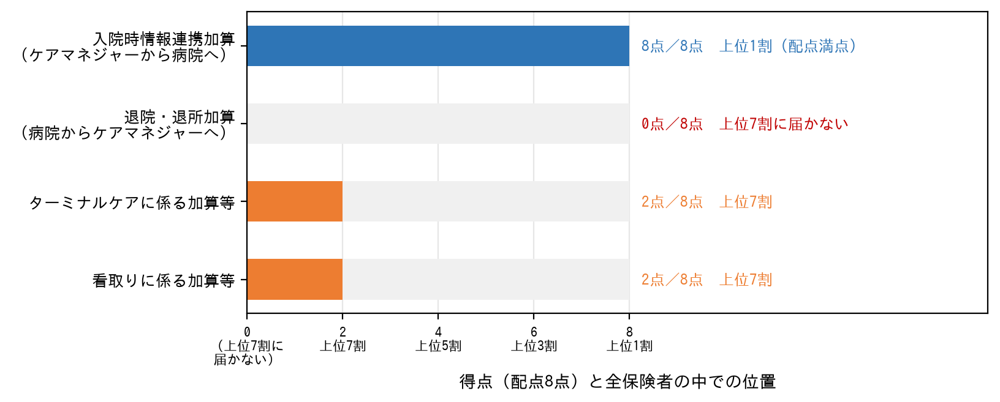 入院時情報連携加算
（ケアマネジャーから病院へ）
8点／8点　上位1割（配点満点）
退院・退所加算
（病院からケアマネジャーへ）
0点／8点　上位7割に届かない
ターミナルケアに係る加算等
2点／8点　上位7割
看取りに係る加算等
2点／8点　上位7割
0
（上位7割に
届かない）
2
上位7割
4
上位5割
6
上位3割
8
上位1割
得点（配点8点）と全保険者の中での位置